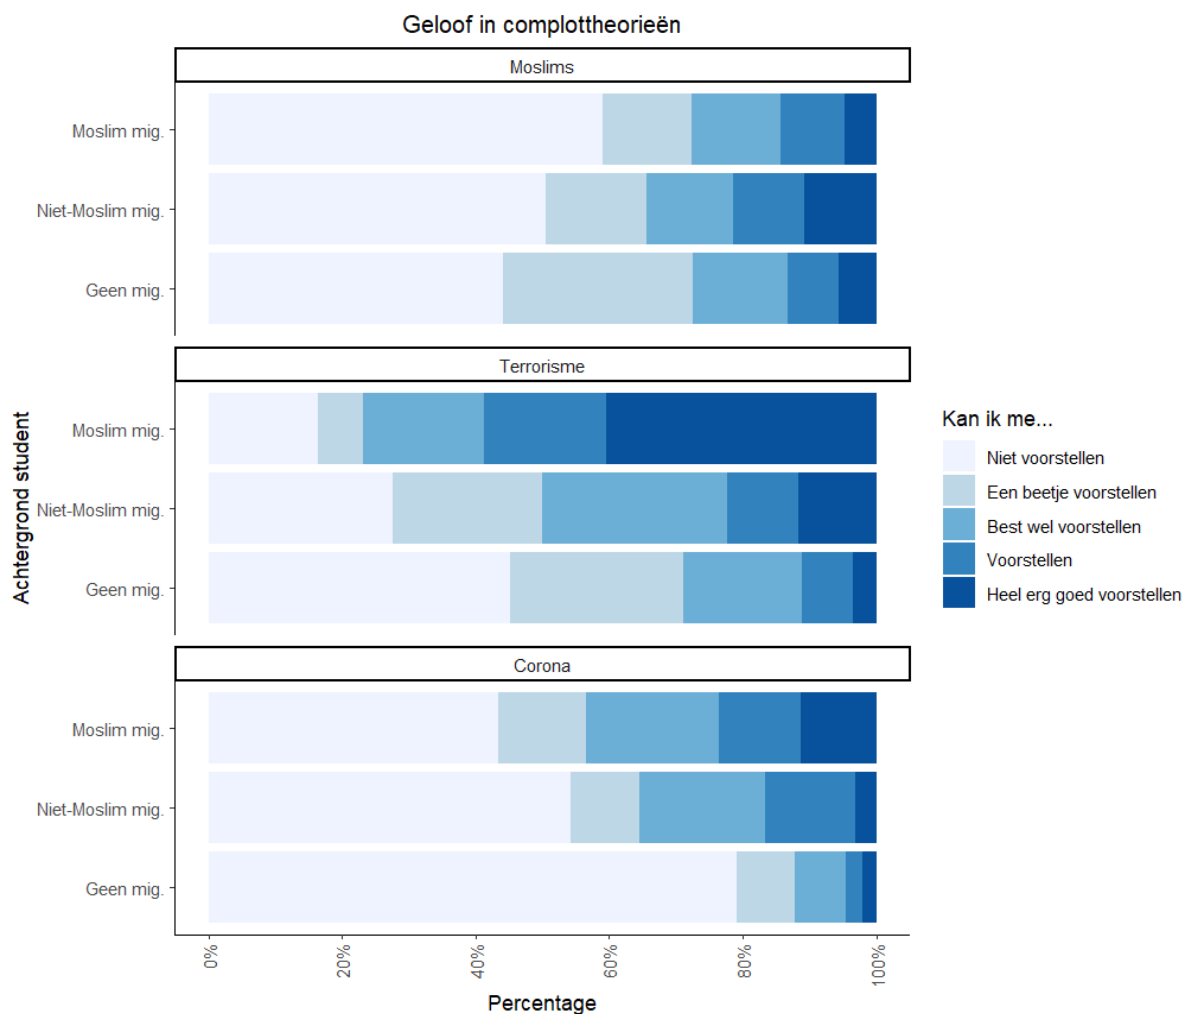 Geloof in complottheorieën
Moslims
Moslim mig.
Niet-Moslim mig.
Geen mig.
Terrorisme
Moslim mig.
Niet-Moslim mig.
Geen mig.
Corona
Moslim mig.
Niet-Moslim mig.
Geen mig.
0%
20%
40%
60%
80%
100%
Percentage
Achtergrond student
Kan ik me...
Niet voorstellen
Een beetje voorstellen
Best wel voorstellen
Voorstellen
Heel erg goed voorstellen